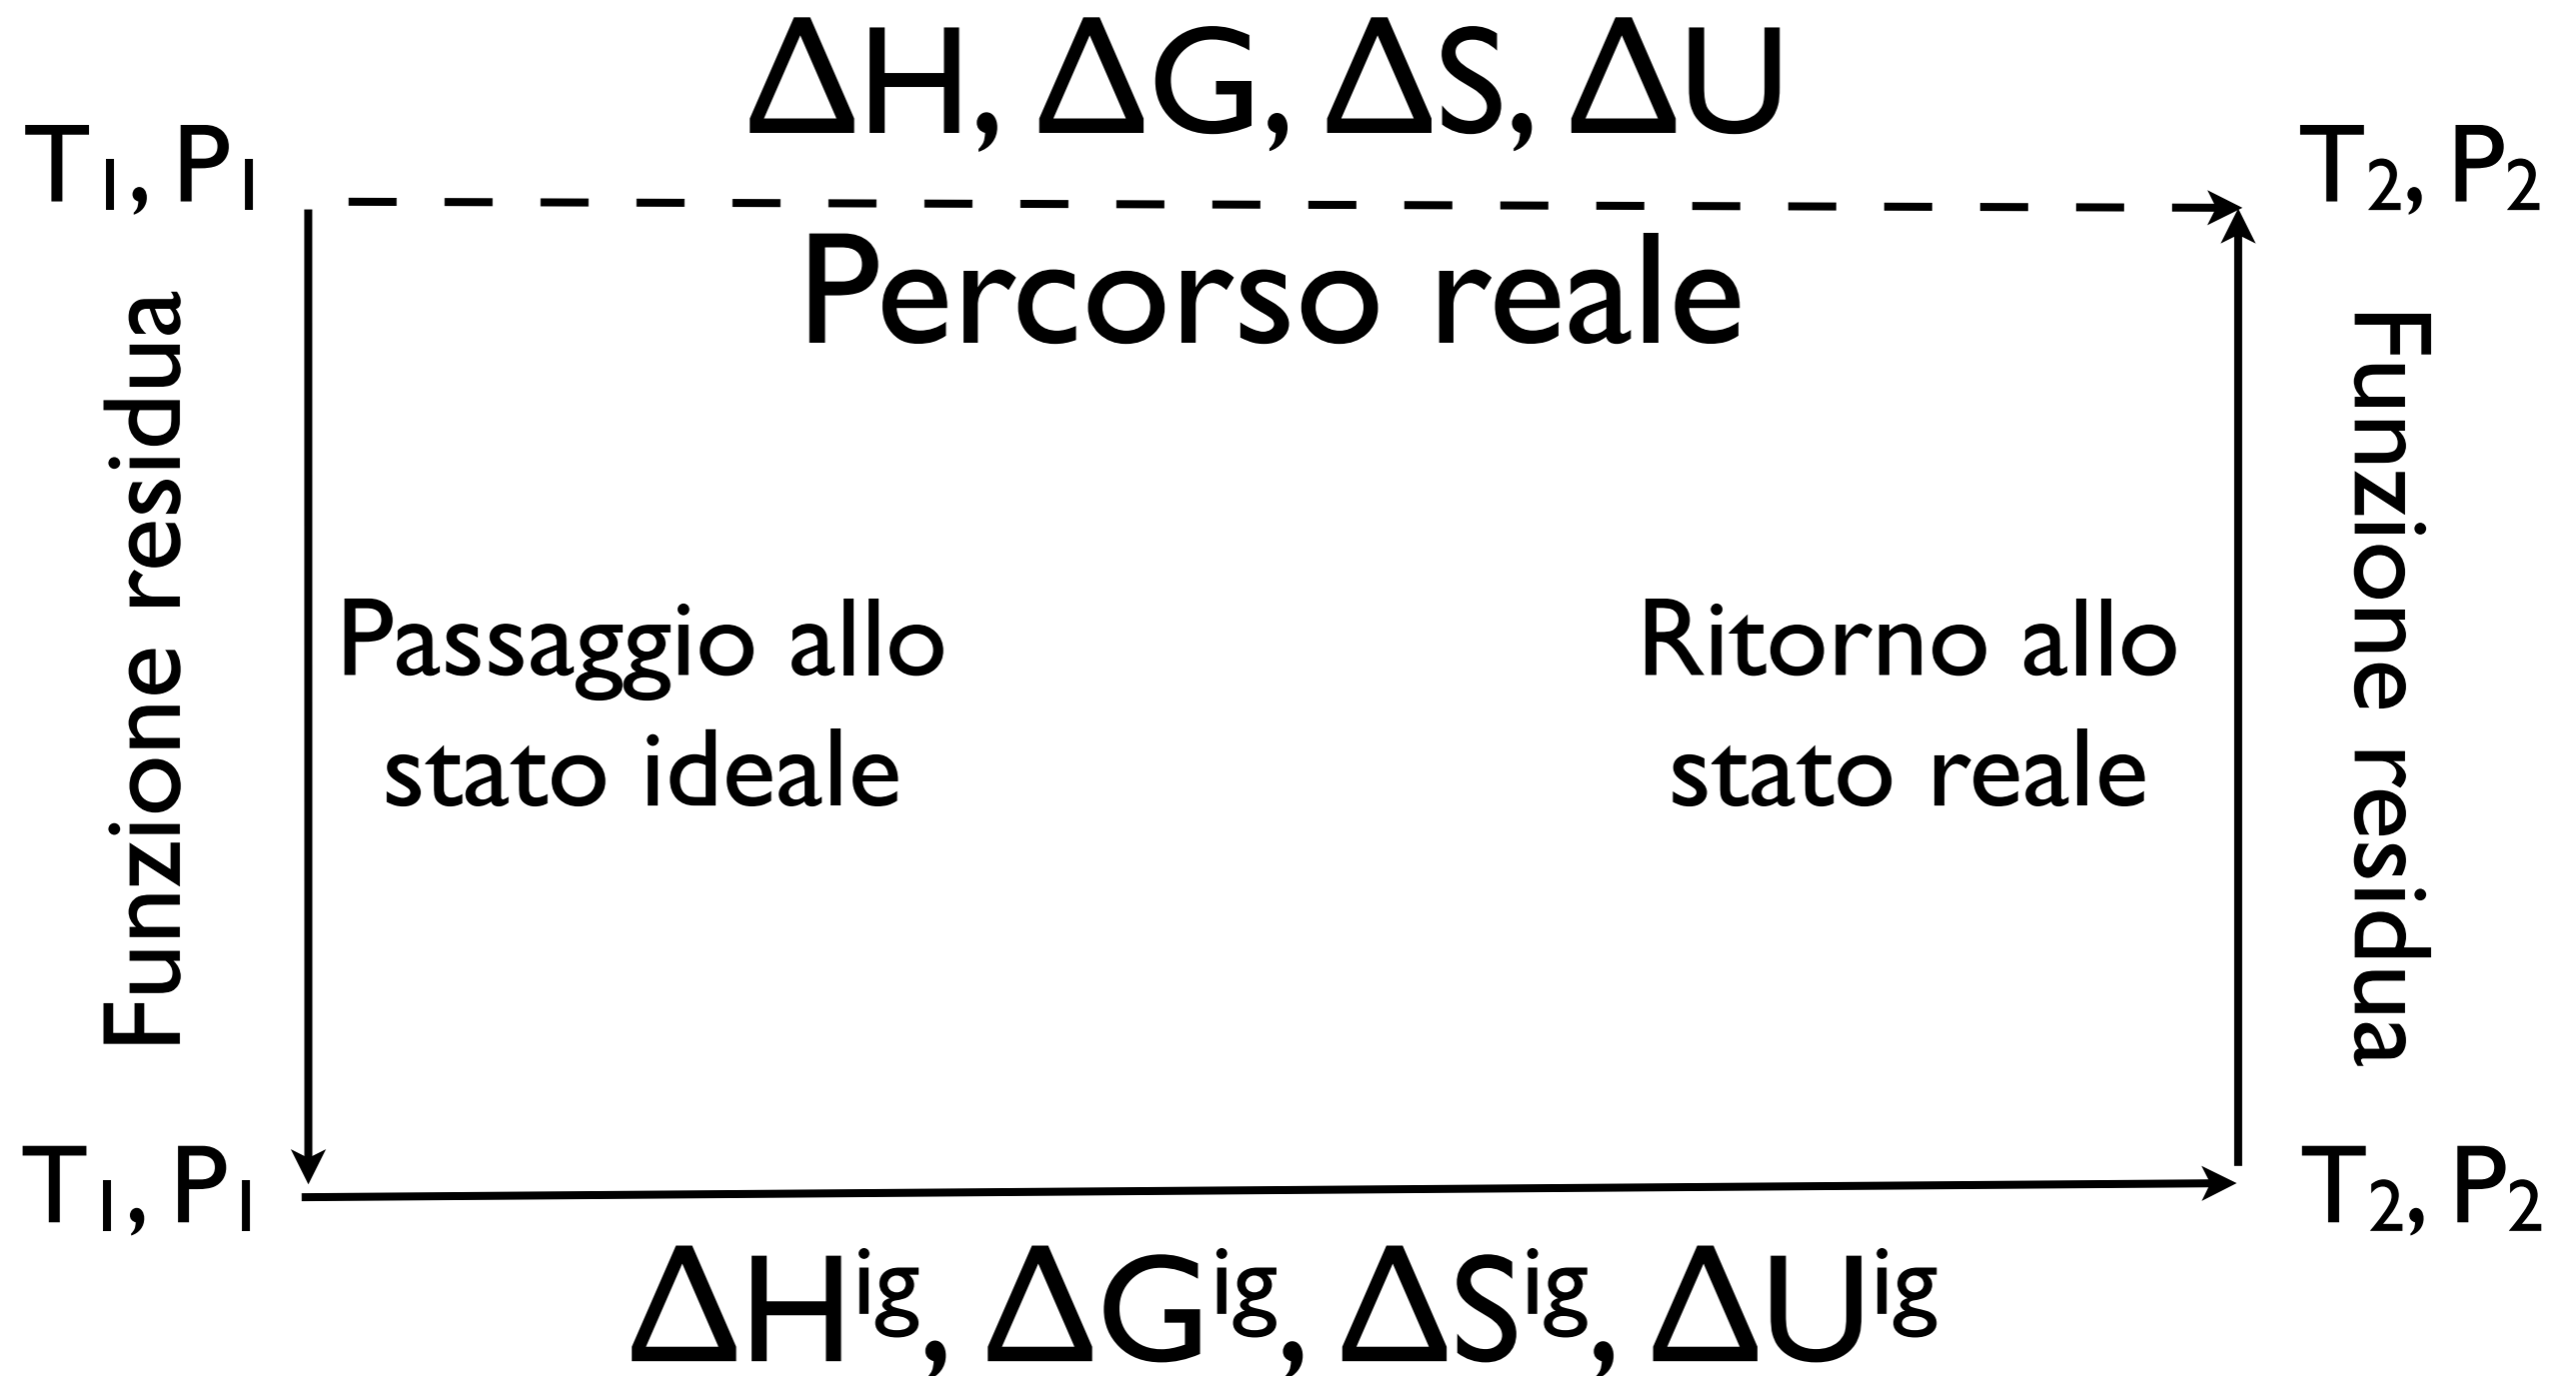 ΔH, ΔG, ΔS, ΔU
T1, P1
T2, P2
Percorso reale
Funzione residua
Passaggio allo
stato ideale
Ritorno allo
stato reale
Funzione residua
T1, P1
T2, P2
ΔHⁱᵍ, ΔGⁱᵍ, ΔSⁱᵍ, ΔUⁱᵍ